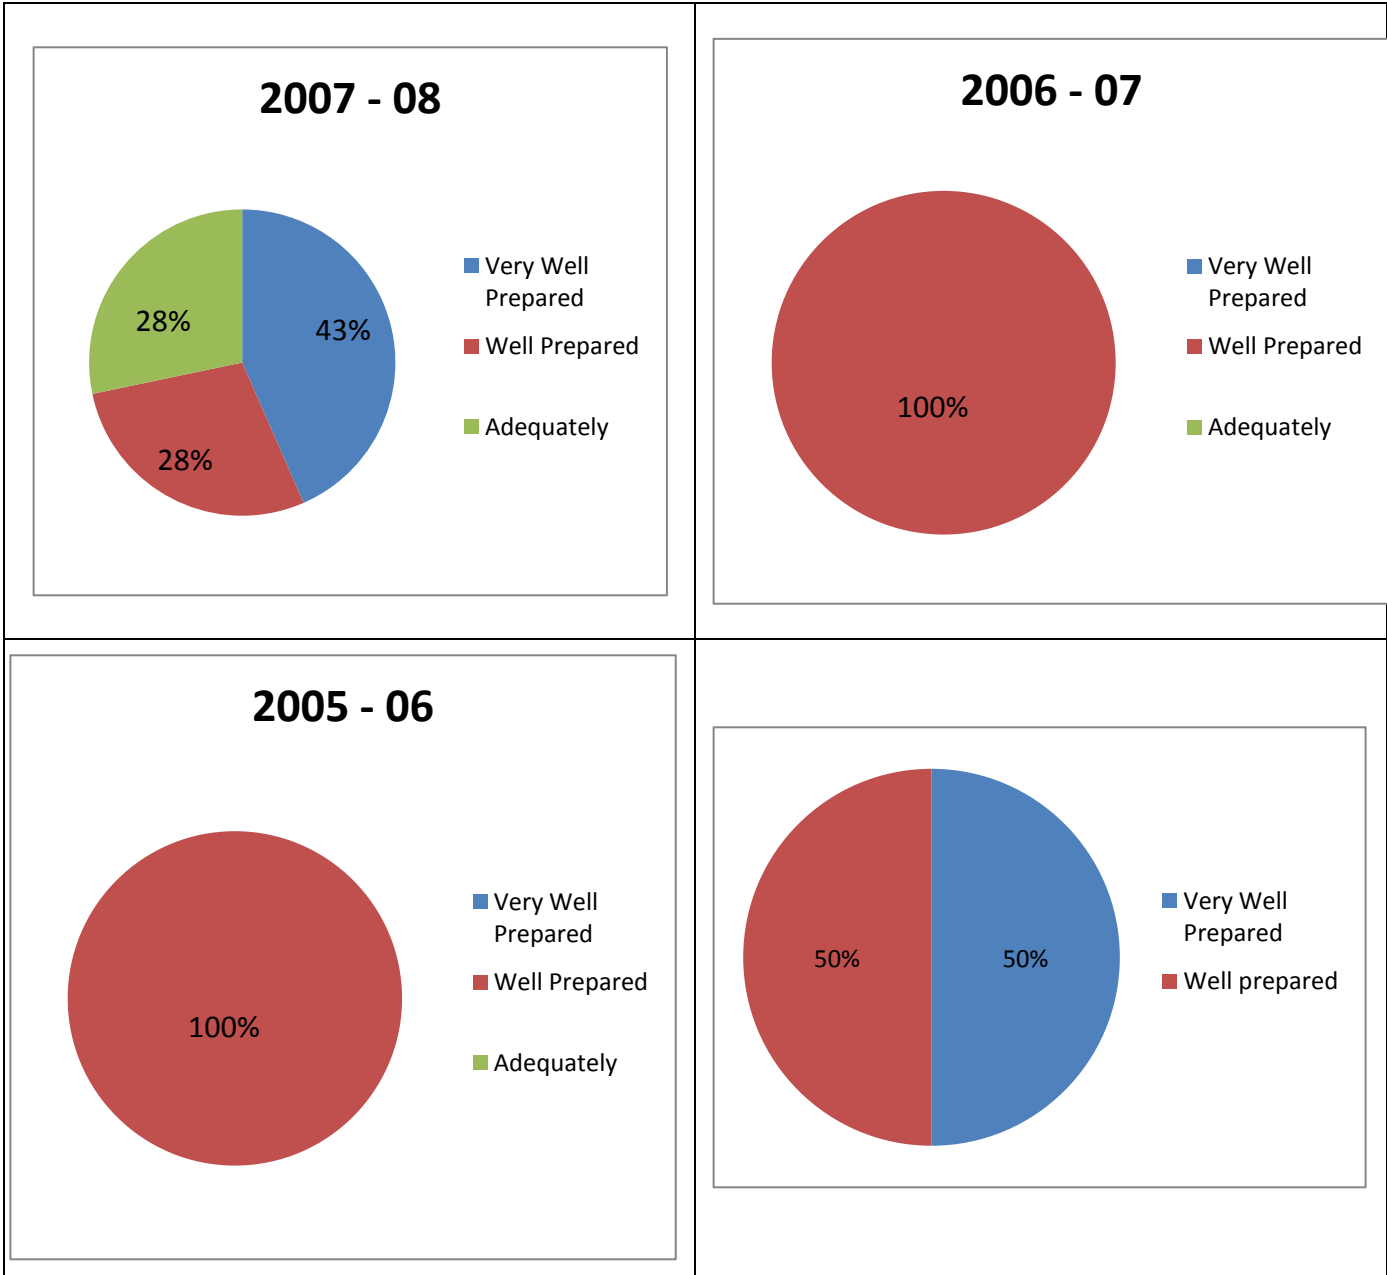 2007 - 08
43%
28%
28%
Very Well
Prepared
Well Prepared
Adequately
2006 - 07
100%
Very Well
Prepared
Well Prepared
Adequately
2005 - 06
100%
Very Well
Prepared
Well Prepared
Adequately
50%
50%
Very Well
Prepared
Well prepared